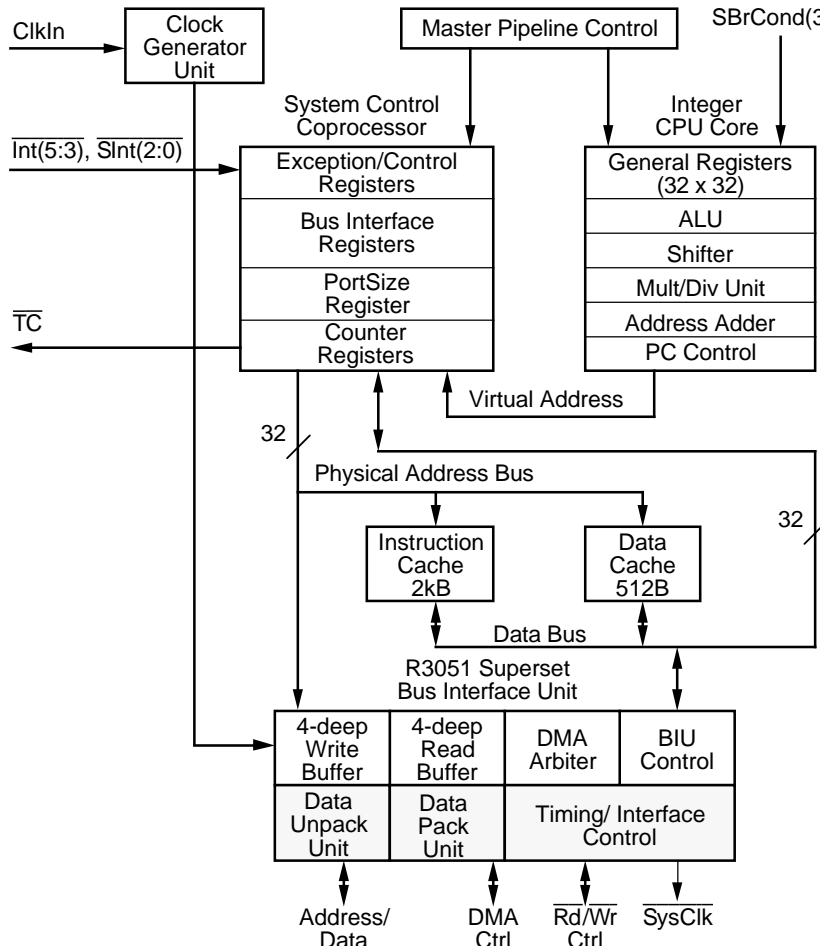 ClkIn
Clock
Generator
Unit
Master Pipeline Control
SBrCond(3
System Control
Coprocessor
Integer
CPU Core
Int(5:3), SInt(2:0)
Exception/Control
Registers
Bus Interface
Registers
PortSize
Register
Counter
Registers
General Registers
(32 x 32)
ALU
Shifter
Mult/Div Unit
Address Adder
PC Control
TC
Virtual Address
32
Physical Address Bus
Instruction
Cache
2kB
Data
Cache
512B
32
Data Bus
R3051 Superset
Bus Interface Unit
4-deep
Write
Buffer
4-deep
Read
Buffer
DMA
Arbiter
BIU
Control
Data
Unpack
Unit
Data
Pack
Unit
Timing/ Interface
Control
Address/
Data
DMA
Ctrl
Rd/Wr
Ctrl
SysClk